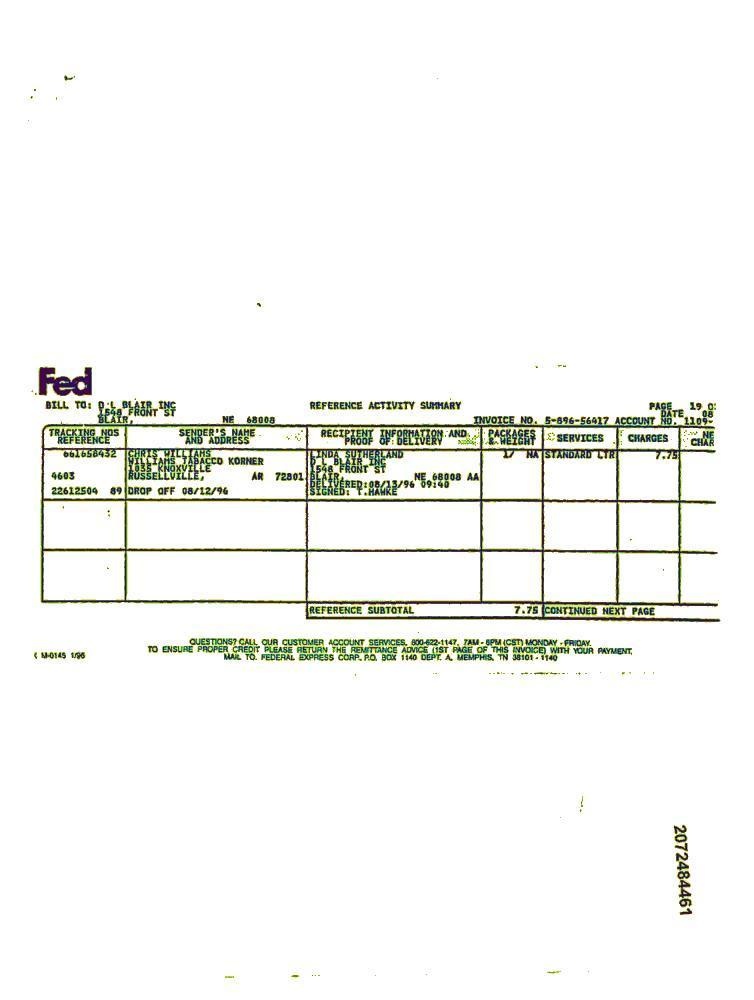 Fed
BILL TO: D L BLAIR INC
1548 FRONT ST
BLAIR, NE 68008
REFERENCE ACTIVITY SUMMARY
PAGE 19
DATE 08
INVOICE NO. 5-896-56417 ACCOUNT NO. 1109-
TRACKING NOS REFERENCE
SENDER'S NAME AND ADDRESS
RECIPIENT INFORMATION AND PROOF OF DELIVERY
PACKAGES & WEIGHT
SERVICES
CHARGES
NE
CHAR
661658432
4603
22612504 89
CHRIS WILLIAMS
WILLIAMS TABACCO KORNER
1035 KNOXVILLE
RUSSELLVILLE, AR 72801
DROP OFF 08/12/96
LINDA SUTHERLAND
D L BLAIR INC
1548 FRONT ST
BLAIR, NE 68008 AA
DELIVERED:08/13/96 09:40
SIGNED: T.HAWKE
1/ NA
STANDARD LTR
7.75
REFERENCE SUBTOTAL 7.75 CONTINUED NEXT PAGE
QUESTIONS? CALL OUR CUSTOMER ACCOUNT SERVICES, 800-622-1147, 7AM - 6PM (CST) MONDAY - FRIDAY.
TO ENSURE PROPER CREDIT PLEASE RETURN THE REMITTANCE ADVICE (1ST PAGE OF THIS INVOICE) WITH YOUR PAYMENT.
MAIL TO. FEDERAL EXPRESS CORP. P.O. BOX 1140 DEPT. A, MEMPHIS, TN 38101 - 1140
M-0145 1/96
2072484461